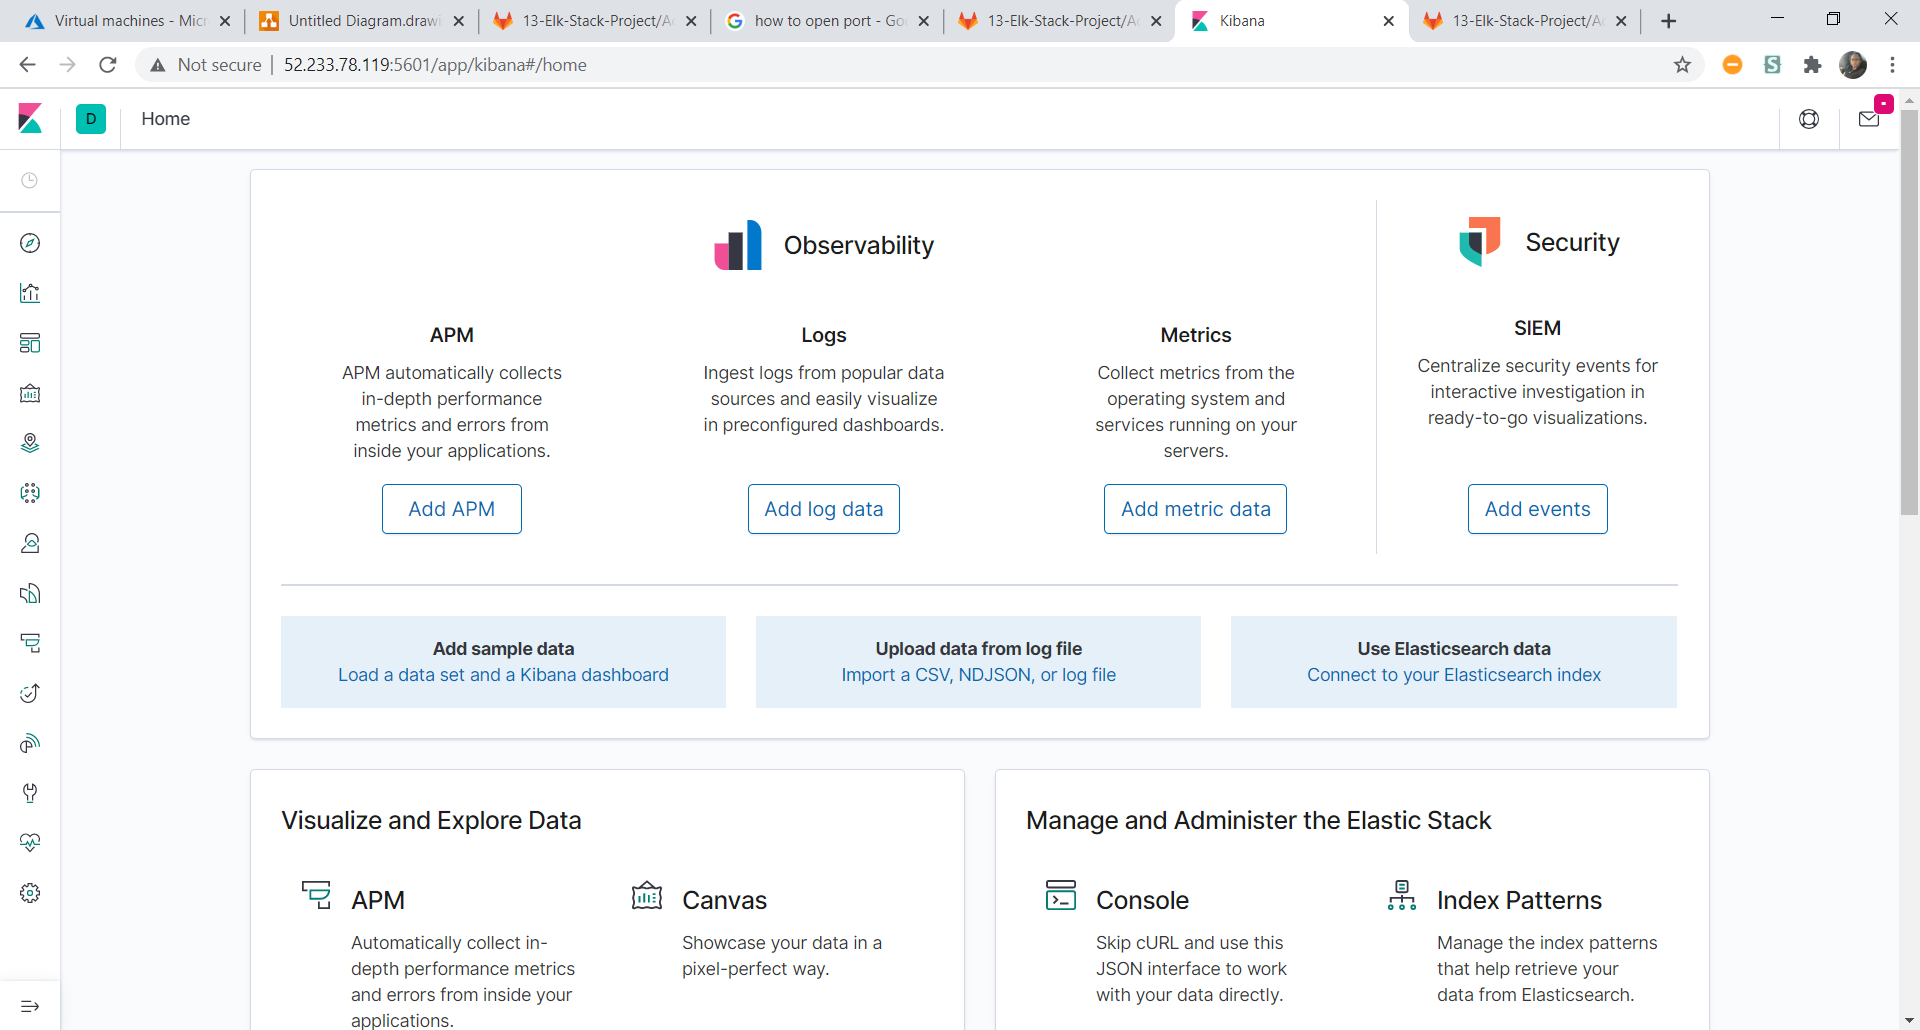 Virtual machines - Micr
Untitled Diagram.drawi
13-Elk-Stack-Project/Ac
how to open port - Goo
13-Elk-Stack-Project/Ac
Kibana
13-Elk-Stack-Project/Ac
Not secure
52.233.78.119:5601/app/kibana#/home
D
Home
Observability
Security
APM
APM automatically collects
in-depth performance
metrics and errors from
inside your applications.
Add APM
Logs
Ingest logs from popular data
sources and easily visualize
in preconfigured dashboards.
Add log data
Metrics
Collect metrics from the
operating system and
services running on your
servers.
Add metric data
SIEM
Centralize security events for
interactive investigation in
ready-to-go visualizations.
Add events
Add sample data
Load a data set and a Kibana dashboard
Upload data from log file
Import a CSV, NDJSON, or log file
Use Elasticsearch data
Connect to your Elasticsearch index
Visualize and Explore Data
APM
Automatically collect in-
depth performance metrics
and errors from inside your
applications.
Canvas
Showcase your data in a
pixel-perfect way.
Manage and Administer the Elastic Stack
Console
Skip cURL and use this
JSON interface to work
with your data directly.
Index Patterns
Manage the index patterns
that help retrieve your
data from Elasticsearch.